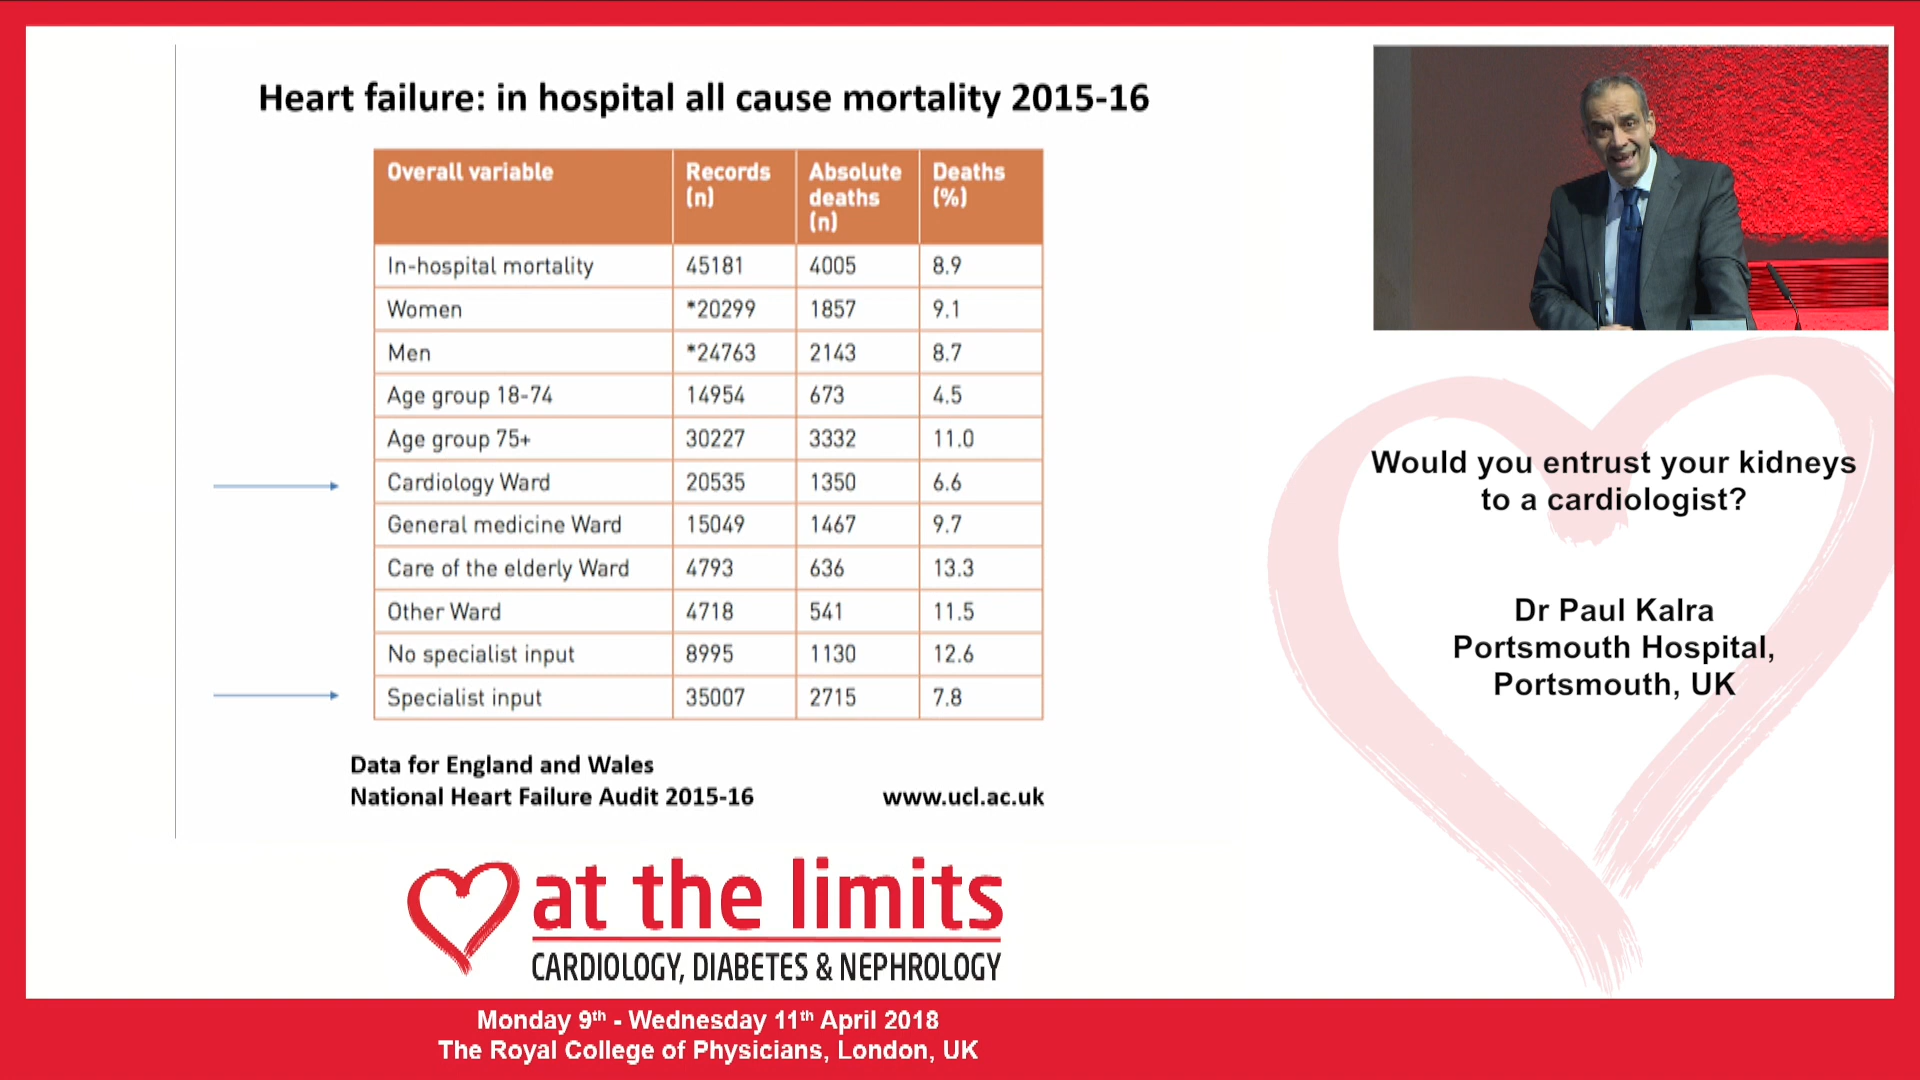 Heart failure: in hospital all cause mortality 2015-16
Overall variable Records (n) Absolute deaths (n) Deaths (%)
In-hospital mortality 45181 4005 8.9
Women *20299 1857 9.1
Men *24763 2143 8.7
Age group 18-74 14954 673 4.5
Age group 75+ 30227 3332 11.0
Cardiology Ward 20535 1350 6.6
General medicine Ward 15049 1467 9.7
Care of the elderly Ward 4793 636 13.3
Other Ward 4718 541 11.5
No specialist input 8995 1130 12.6
Specialist input 35007 2715 7.8
Data for England and Wales
National Heart Failure Audit 2015-16 www.ucl.ac.uk
Would you entrust your kidneys
to a cardiologist?
Dr Paul Kalra
Portsmouth Hospital,
Portsmouth, UK
at the limits
CARDIOLOGY, DIABETES & NEPHROLOGY
Monday 9th - Wednesday 11th April 2018
The Royal College of Physicians, London, UK